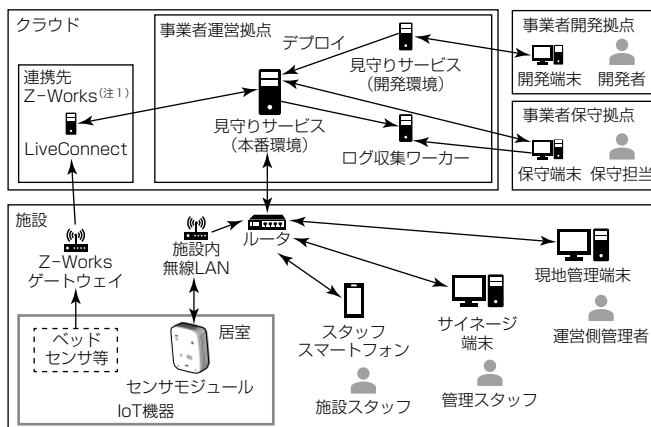 クラウド
事業者運営拠点
デプロイ
見守りサービス
（開発環境）
連携先
Z-Works(注1)
LiveConnect
見守りサービス
（本番環境）
ログ収集ワーカー
事業者開発拠点
開発端末
開発者
事業者保守拠点
保守端末
保守担当
施設
Z-Works
ゲートウェイ
施設内
無線LAN
ルータ
ベッド
センサ等
居室
センサモジュール
IoT機器
スタッフ
スマートフォン
施設スタッフ
サイネージ
端末
管理スタッフ
現地管理端末
運営側管理者